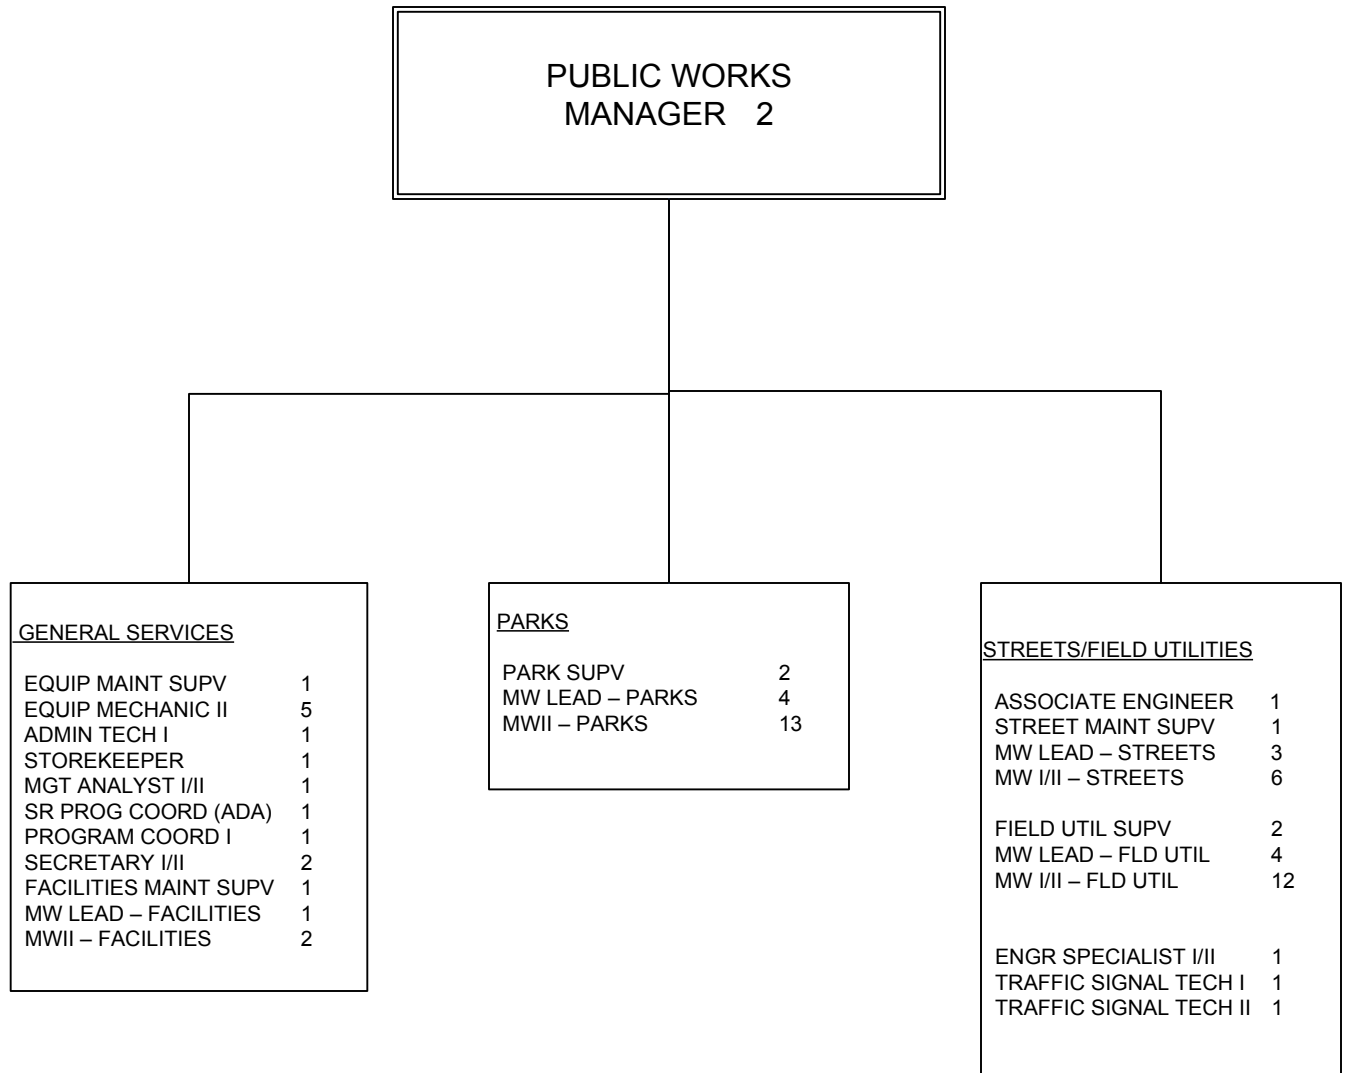 PUBLIC WORKS
MANAGER 2
GENERAL SERVICES
EQUIP MAINT SUPV 1
EQUIP MECHANIC II 5
ADMIN TECH I 1
STOREKEEPER 1
MGT ANALYST I/II 1
SR PROG COORD (ADA) 1
PROGRAM COORD I 1
SECRETARY I/II 2
FACILITIES MAINT SUPV 1
MW LEAD – FACILITIES 1
MWII – FACILITIES 2
PARKS
PARK SUPV 2
MW LEAD – PARKS 4
MWII – PARKS 13
STREETS/FIELD UTILITIES
ASSOCIATE ENGINEER 1
STREET MAINT SUPV 1
MW LEAD – STREETS 3
MW I/II – STREETS 6
FIELD UTIL SUPV 2
MW LEAD – FLD UTIL 4
MW I/II – FLD UTIL 12
ENGR SPECIALIST I/II 1
TRAFFIC SIGNAL TECH I 1
TRAFFIC SIGNAL TECH II 1